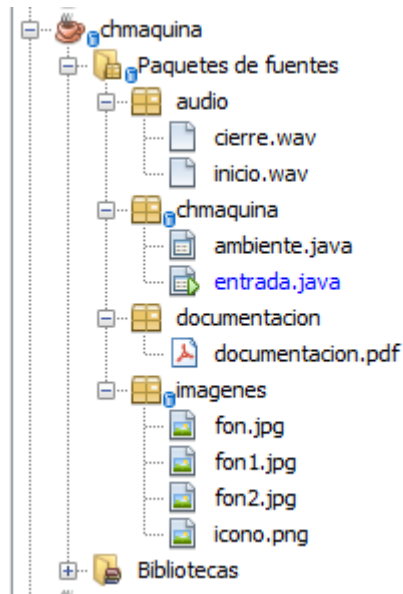 chmaquina
Paquetes de fuentes
audio
cierre.wav
inicio.wav
chmaquina
ambiente.java
entrada.java
documentacion
documentacion.pdf
imagenes
fon.jpg
fon1.jpg
fon2.jpg
icono.png
Bibliotecas